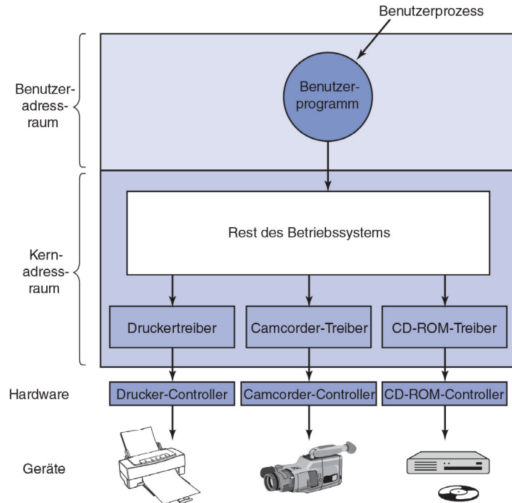 Benutzerprozess
Benutzer-
adress-
raum
Benutzer-
programm
Kern-
adress-
raum
Rest des Betriebssystems
Druckertreiber
Camcorder-Treiber
CD-ROM-Treiber
Hardware
Drucker-Controller
Camcorder-Controller
CD-ROM-Controller
Geräte